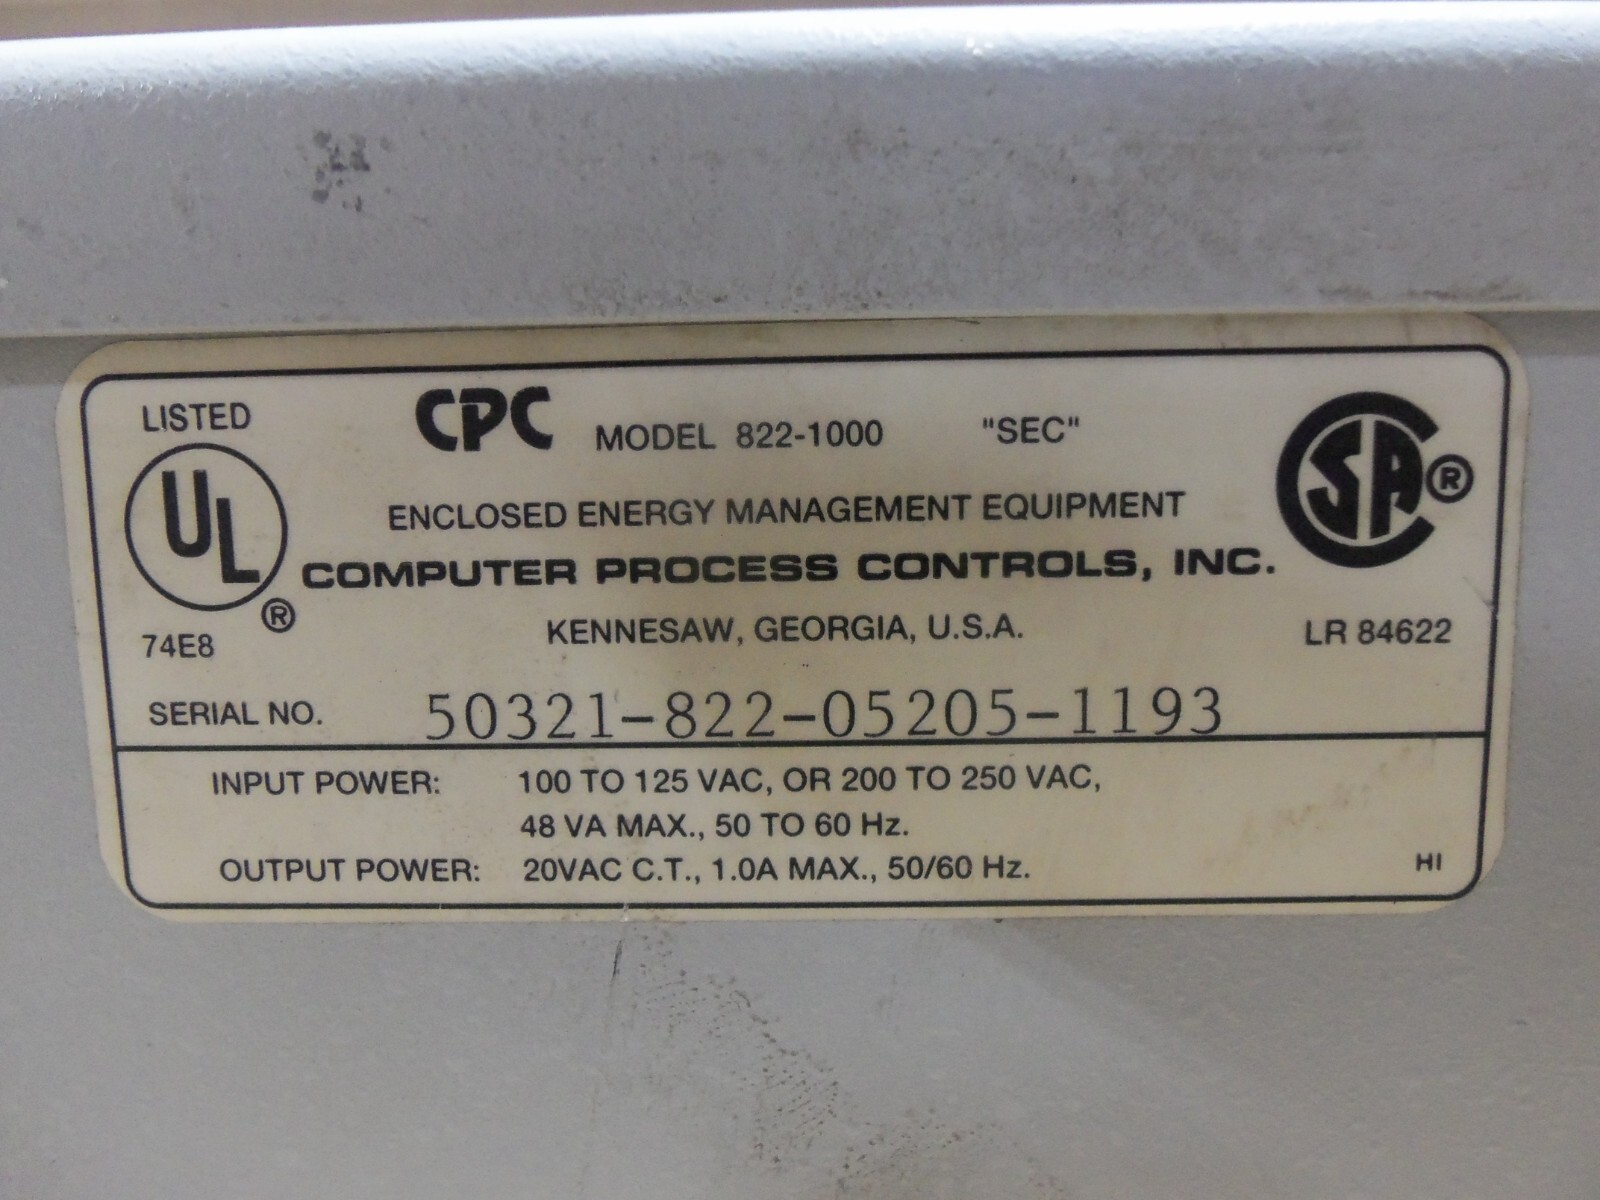 LISTED
UL®
74E8
CPC MODEL 822-1000 "SEC"
ENCLOSED ENERGY MANAGEMENT EQUIPMENT
COMPUTER PROCESS CONTROLS, INC.
KENNESAW, GEORGIA, U.S.A.
SA®
LR 84622
SERIAL NO. 50321-822-05205-1193
INPUT POWER: 100 TO 125 VAC, OR 200 TO 250 VAC,
48 VA MAX., 50 TO 60 Hz.
OUTPUT POWER: 20VAC C.T., 1.0A MAX., 50/60 Hz.
HI